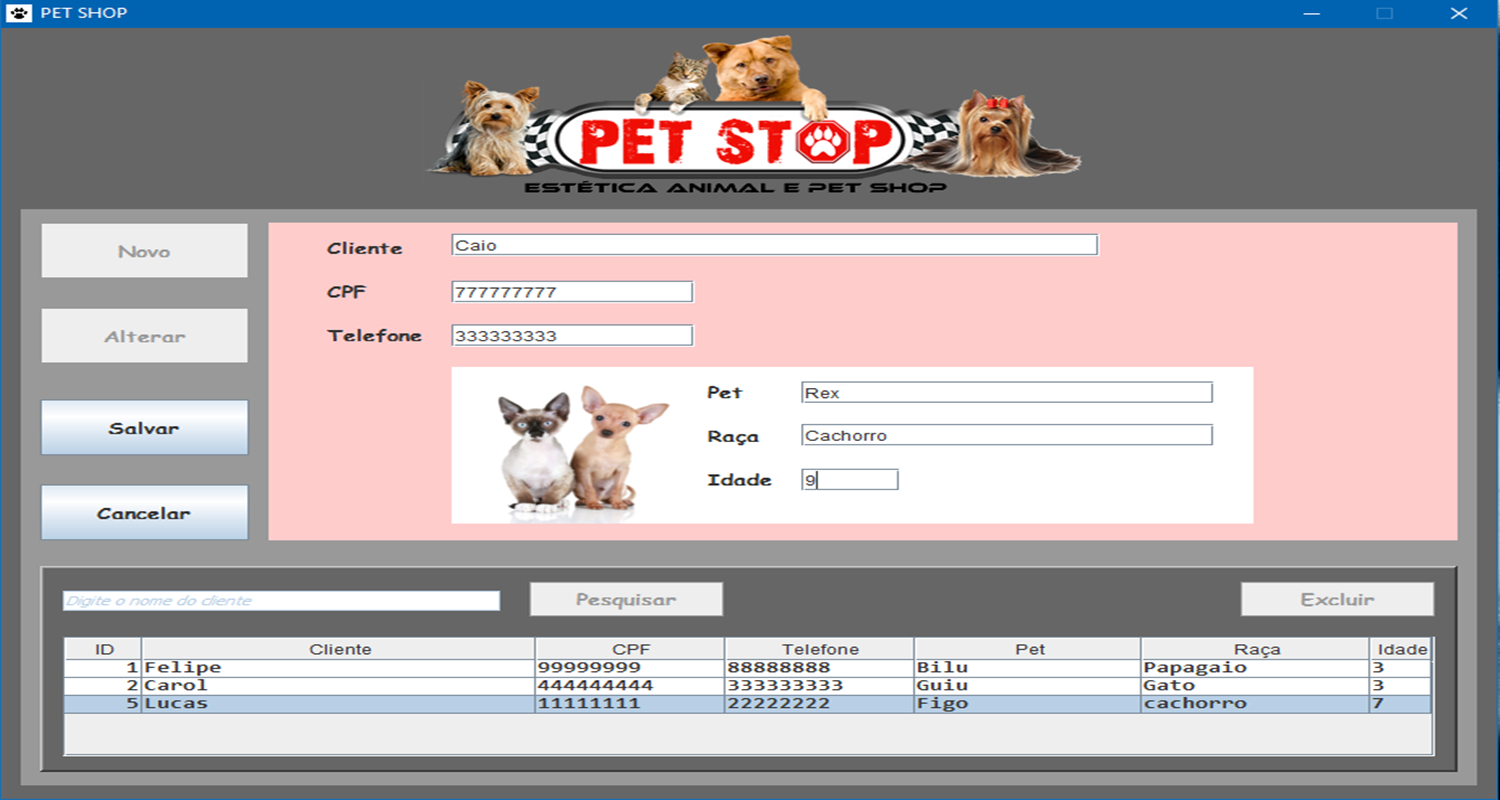 PET SHOP
PET STOP
ESTÉTICA ANIMAL E PET SHOP
Novo
Alterar
Salvar
Cancelar
Cliente Caio
CPF 777777777
Telefone 333333333
Pet Rex
Raça Cachorro
Idade 9
Digite o nome do cliente Pesquisar Excluir
ID Cliente CPF Telefone Pet Raça Idade
1 Felipe 99999999 88888888 Bilu Papagaio 3
2 Carol 444444444 333333333 Guiu Gato 3
5 Lucas 11111111 22222222 Figo cachorro 7